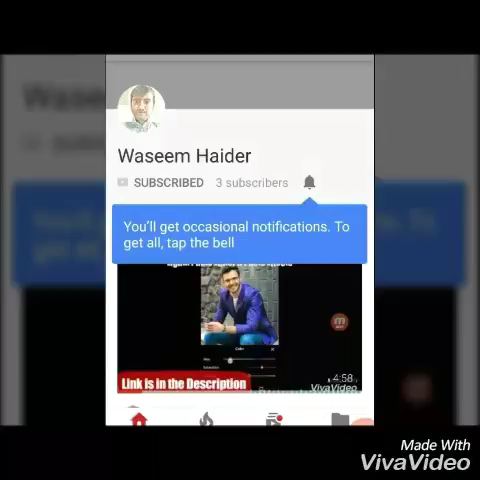 Waseem Haider
SUBSCRIBED 3 subscribers
You'll get occasional notifications. To
get all, tap the bell
4:58
Link is in the Description
VivaVideo
Made With
VivaVideo